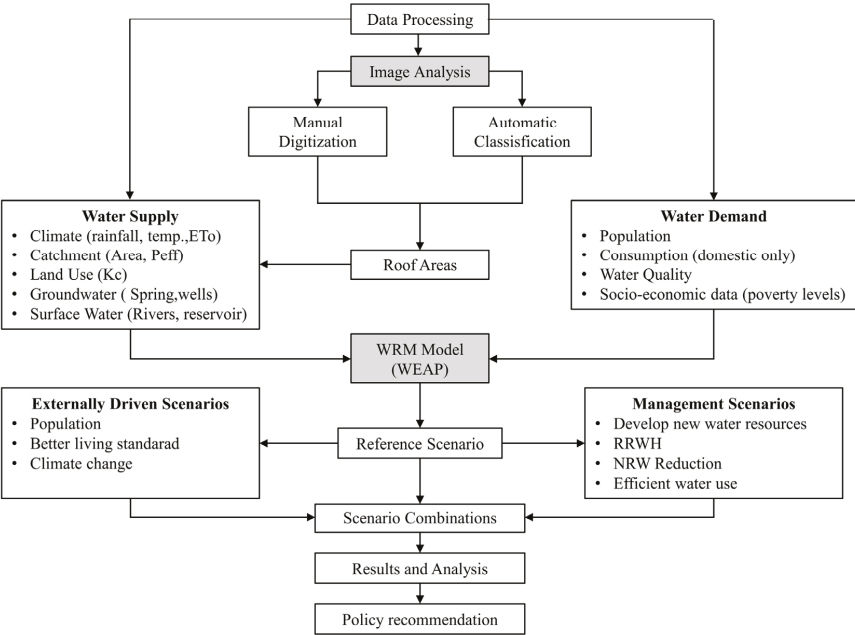 Data Processing
Image Analysis
Manual
Digitization
Automatic
Classisfication
Water Supply
• Climate (rainfall, temp.,ETo)
• Catchment (Area, Peff)
• Land Use (Kc)
• Groundwater ( Spring,wells)
• Surface Water (Rivers, reservoir)
Roof Areas
Water Demand
• Population
• Consumption (domestic only)
• Water Quality
• Socio-economic data (poverty levels)
WRM Model
(WEAP)
Externally Driven Scenarios
• Population
• Better living standarad
• Climate change
Reference Scenario
Management Scenarios
• Develop new water resources
• RRWH
• NRW Reduction
• Efficient water use
Scenario Combinations
Results and Analysis
Policy recommendation